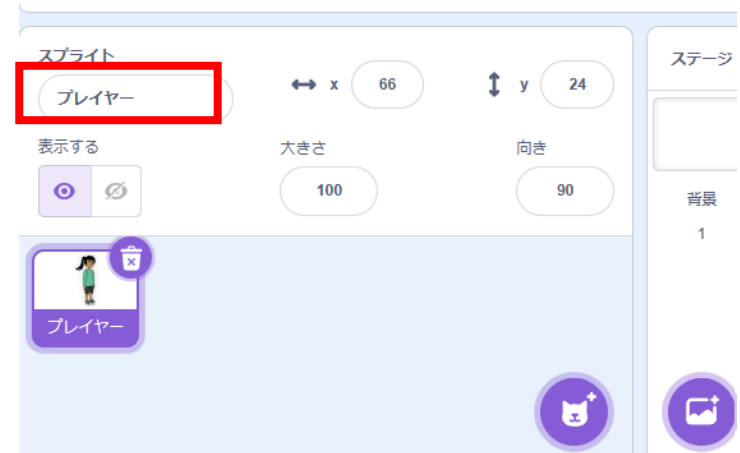 スプライト
プレイヤー
x 66
y 24
表示する
大きさ
100
向き
90
プレイヤー
ステージ
背景
1